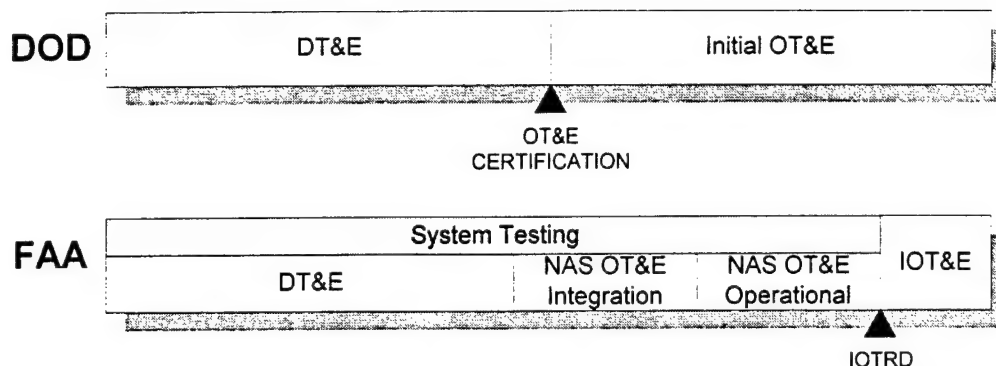 DOD
DT&E
Initial OT&E
OT&E
CERTIFICATION
FAA
System Testing
DT&E
NAS OT&E
Integration
NAS OT&E
Operational
IOT&E
IOTRD